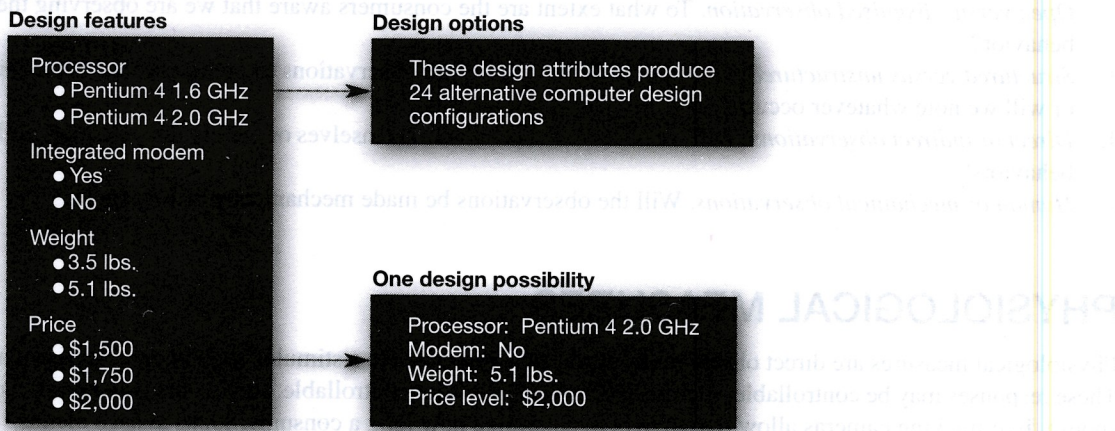 Design features
Processor
• Pentium 4 1.6 GHz
• Pentium 4 2.0 GHz
Integrated modem
• Yes
• No
Weight
• 3.5 lbs.
• 5.1 lbs.
Price
• $1,500
• $1,750
• $2,000
Design options
These design attributes produce
24 alternative computer design
configurations
One design possibility
Processor: Pentium 4 2.0 GHz
Modem: No
Weight: 5.1 lbs.
Price level: $2,000